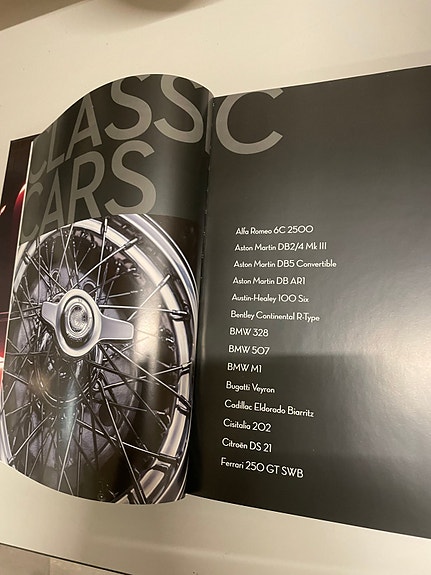 CLASSIC
CARS
Alfa Romeo 6C 2500
Aston Martin DB2/4 Mk III
Aston Martin DB5 Convertible
Aston Martin DB AR1
Austin-Healey 100 Six
Bentley Continental R-Type
BMW 328
BMW 507
BMW M1
Bugatti Veyron
Cadillac Eldorado Biarritz
Cisitalia 202
Citroën DS 21
Ferrari 250 GT SWB